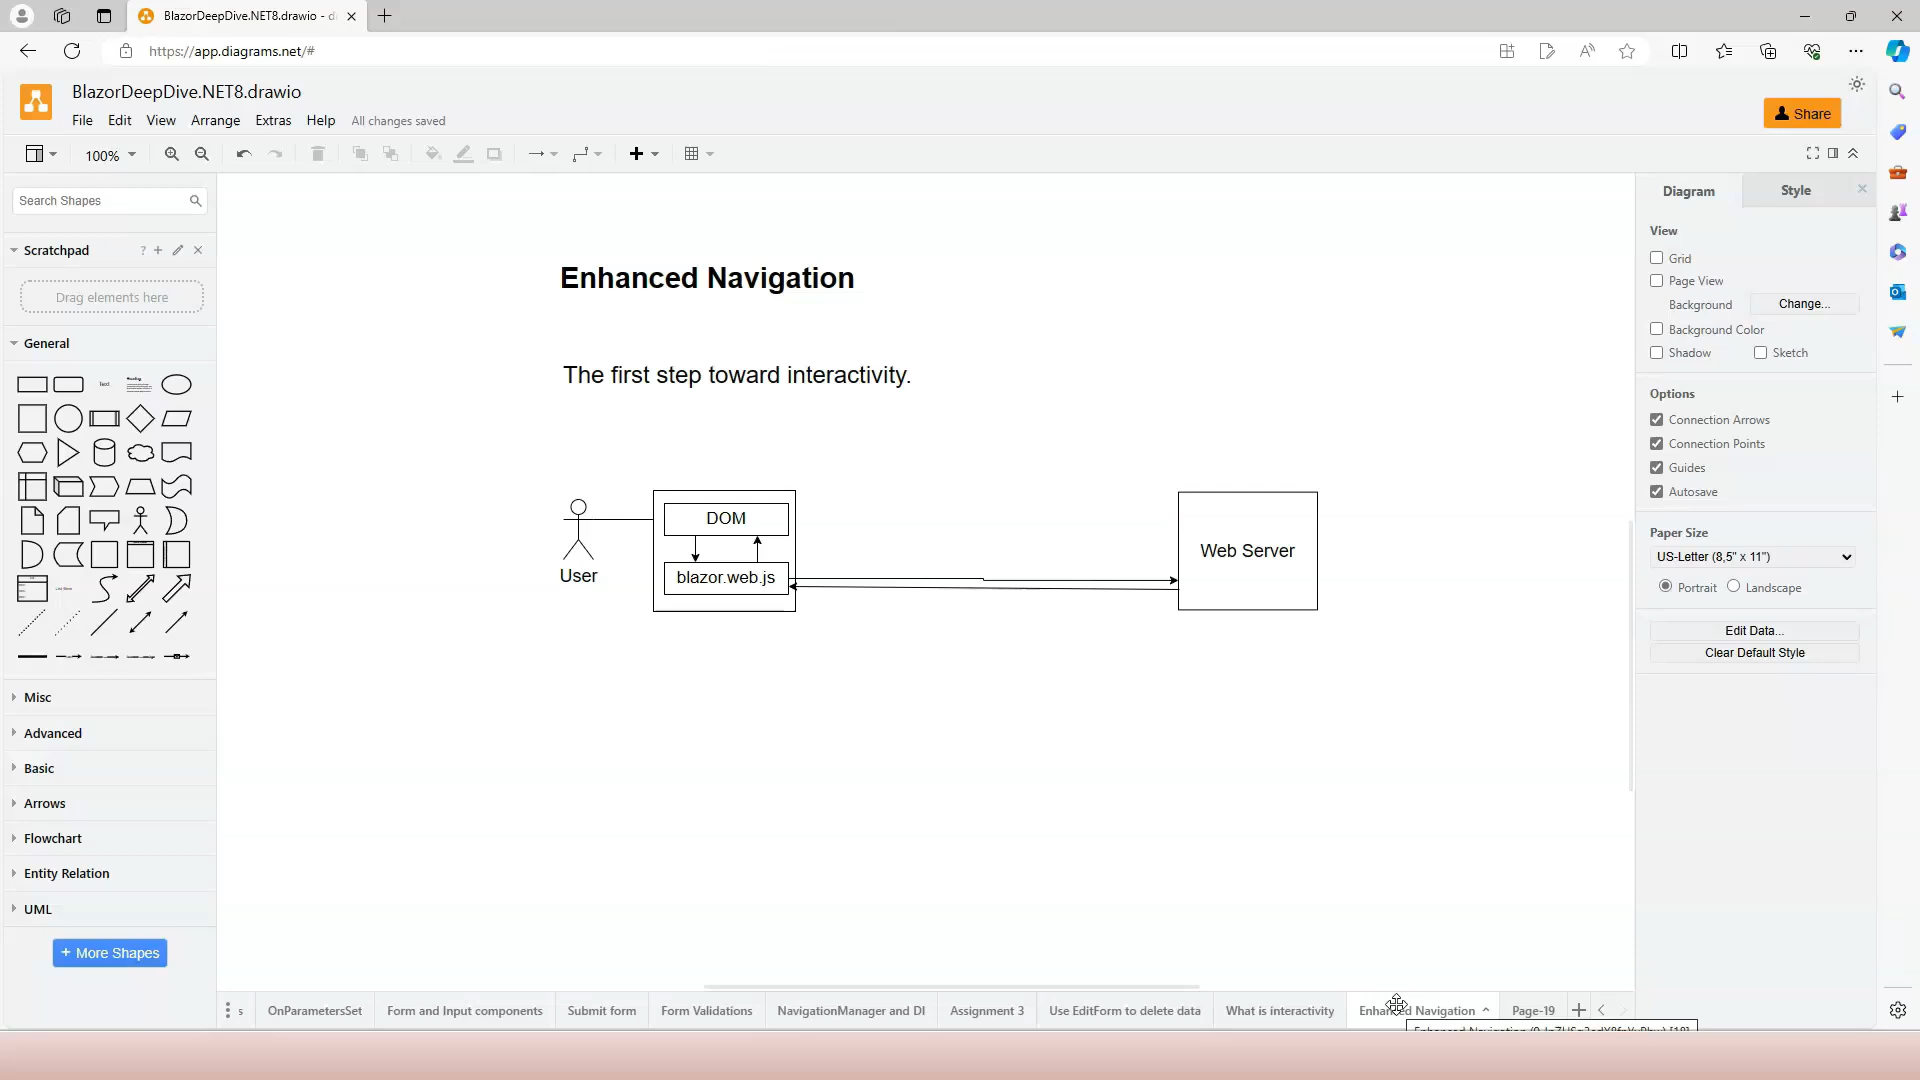 BlazorDeepDive.NET8.drawio - d
https://app.diagrams.net/#
BlazorDeepDive.NET8.drawio
File Edit View Arrange Extras Help All changes saved
Share
100%
Search Shapes
Scratchpad
Drag elements here
General
Text
Heading
Misc
Advanced
Basic
Arrows
Flowchart
Entity Relation
UML
+ More Shapes
Enhanced Navigation
The first step toward interactivity.
User
DOM
blazor.web.js
Web Server
Diagram Style
View
Grid
Page View
Background Change...
Background Color
Shadow Sketch
Options
Connection Arrows
Connection Points
Guides
Autosave
Paper Size
US-Letter (8,5" x 11")
Portrait Landscape
Edit Data...
Clear Default Style
s OnParametersSet Form and Input components Submit form Form Validations NavigationManager and DI Assignment 3 Use EditForm to delete data What is interactivity Enhanced Navigation Page-19